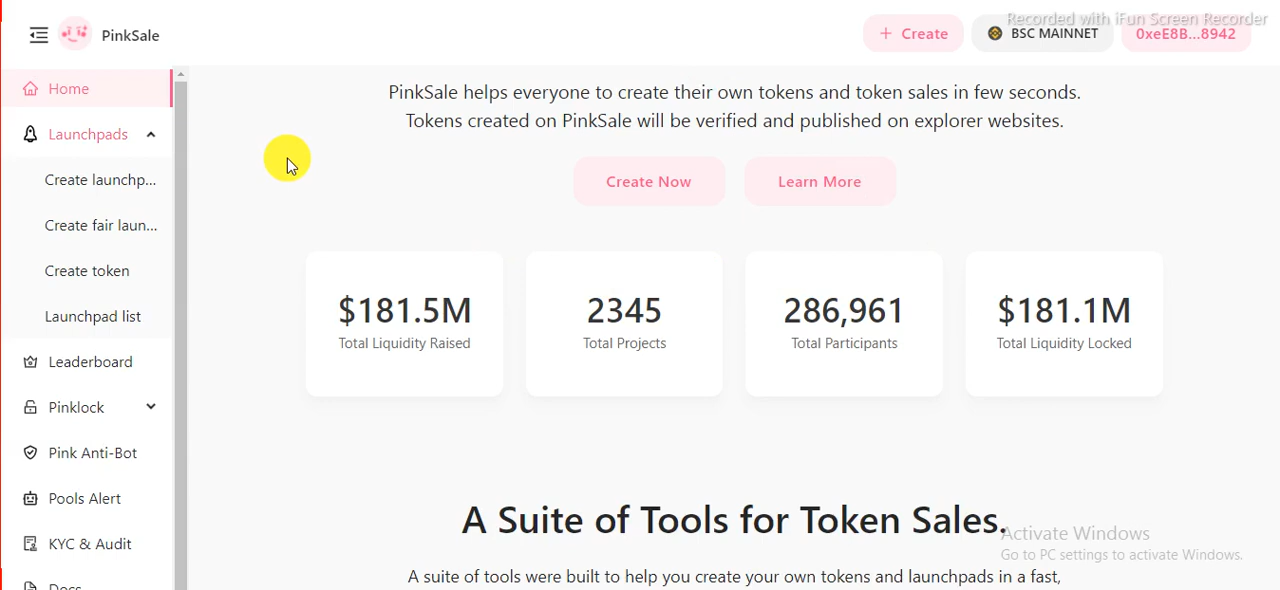 PinkSale
Create
BSC MAINNET
0xeE8B...8942
Recorded with iFun Screen Recorder
Home
Launchpads
Create launchp...
Create fair laun...
Create token
Launchpad list
Leaderboard
Pinklock
Pink Anti-Bot
Pools Alert
KYC & Audit
Docs
PinkSale helps everyone to create their own tokens and token sales in few seconds.
Tokens created on PinkSale will be verified and published on explorer websites.
Create Now
Learn More
$181.5M
Total Liquidity Raised
2345
Total Projects
286,961
Total Participants
$181.1M
Total Liquidity Locked
A Suite of Tools for Token Sales.
A suite of tools were built to help you create your own tokens and launchpads in a fast,
Activate Windows
Go to PC settings to activate Windows.